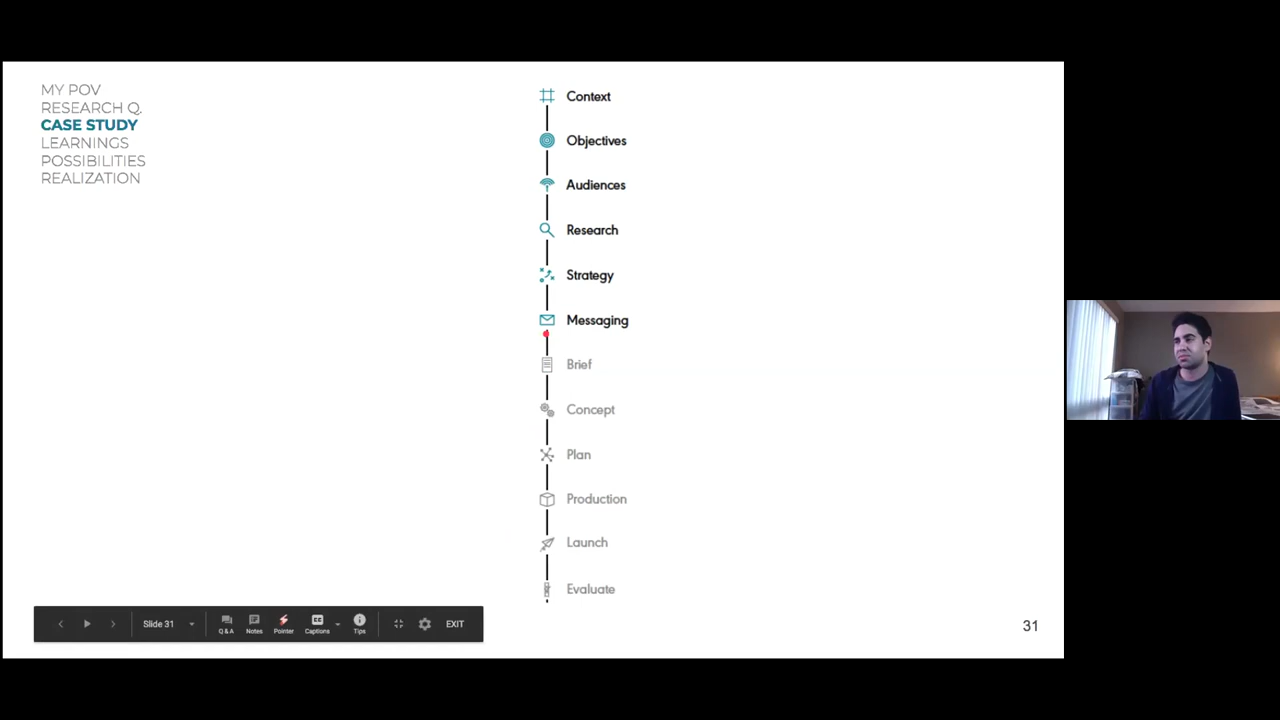 MY POV
RESEARCH Q.
CASE STUDY
LEARNINGS
POSSIBILITIES
REALIZATION
Context
Objectives
Audiences
Research
Strategy
Messaging
Brief
Concept
Plan
Production
Launch
Evaluate
Slide 31
Q & A
Notes
Pointer
CC
Captions
Tips
EXIT
31